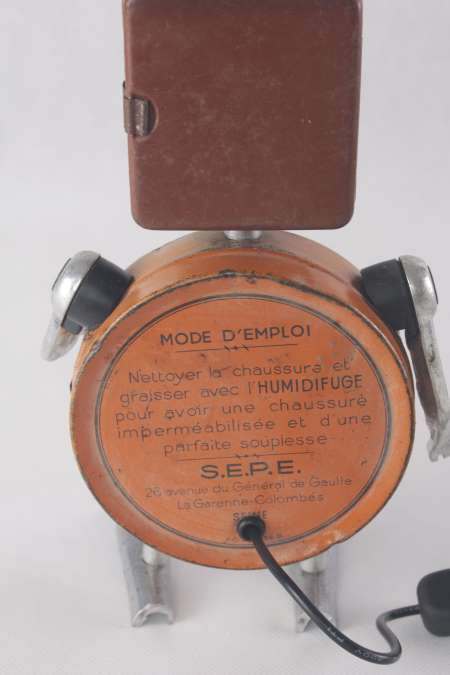 MODE D'EMPLOI
Nettoyer la chaussure et
graisser avec l'HUMIDIFUGE
pour avoir une chaussure
imperméabilisée et d'une
parfaite souplesse
S.E.P.E.
26 avenue du Général de Gaulle
La Garenne-Colombes
SEINE